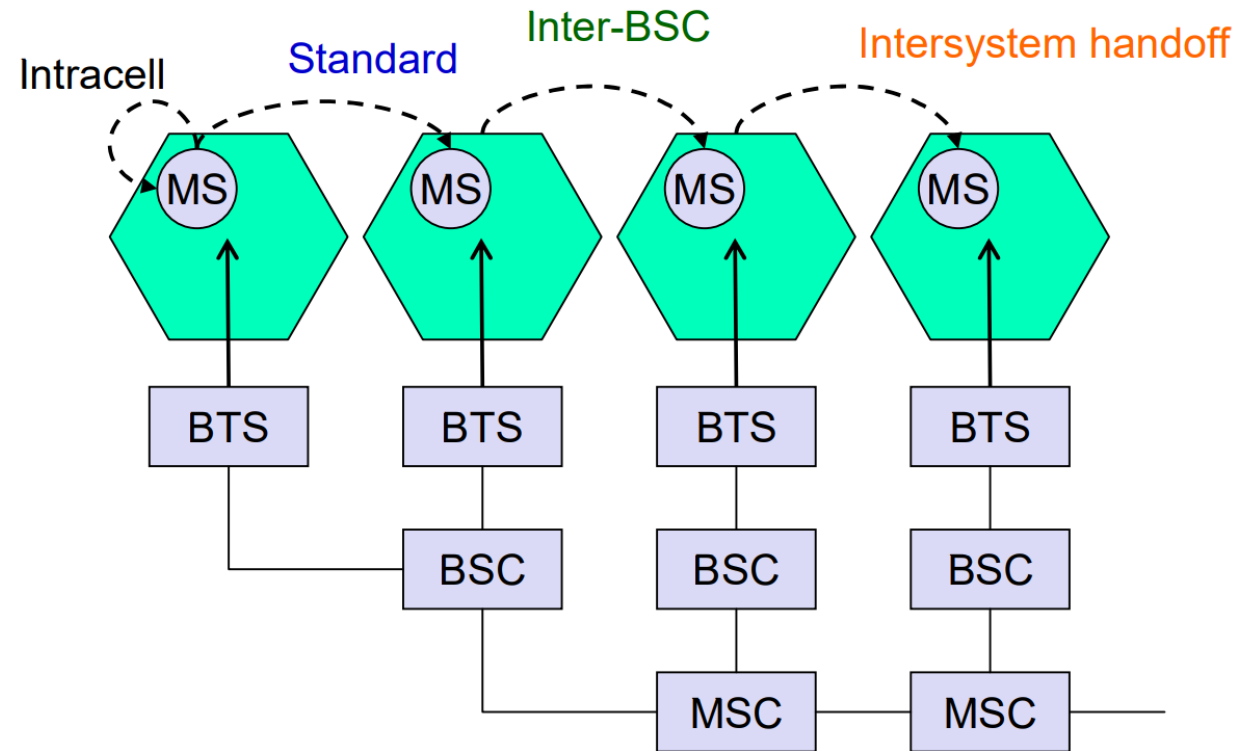 Inter-BSC
Intersystem handoff
Standard
Intracell
MS MS MS MS
BTS BTS BTS BTS
BSC BSC BSC
MSC MSC